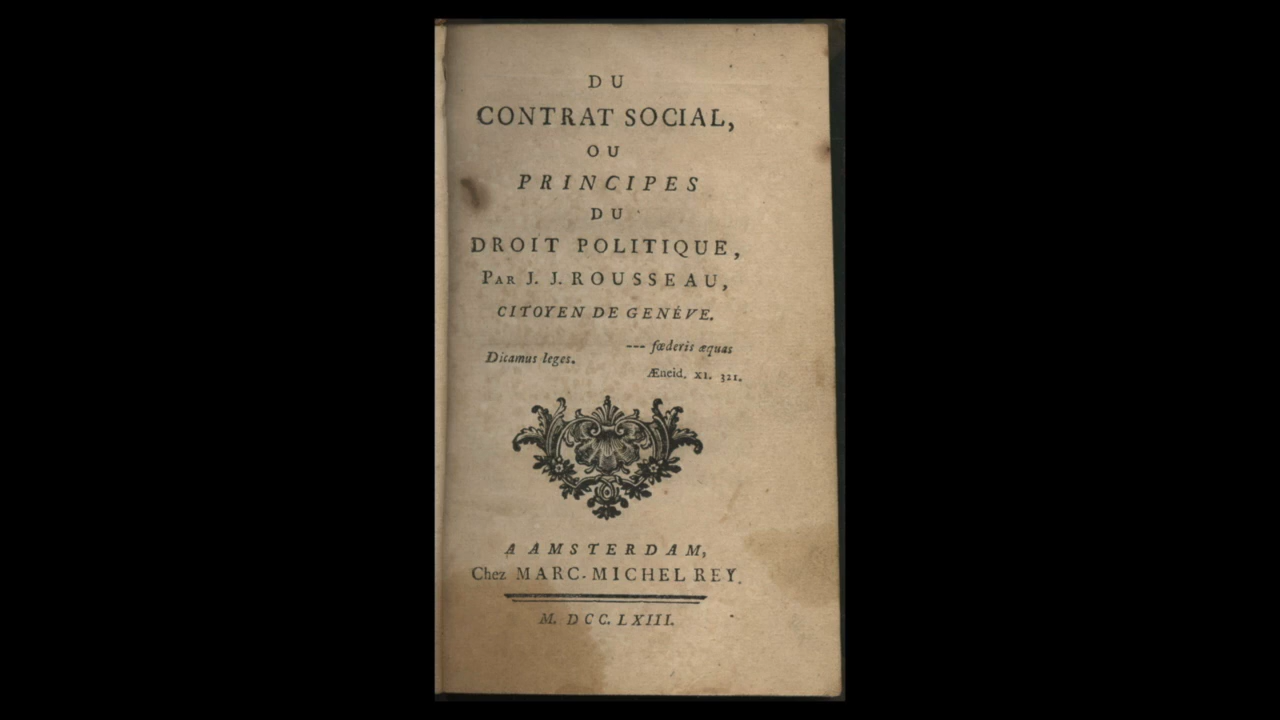 DU
CONTRAT SOCIAL,
OU
PRINCIPES
DU
DROIT POLITIQUE,
PAR J. J. ROUSSEAU,
CITOYEN DE GENÉVE.
--- fœderis æquas
Dicamus leges.
Æneid. XI. 321.
A AMSTERDAM,
Chez MARC-MICHEL REY.
M. DCC. LXIII.